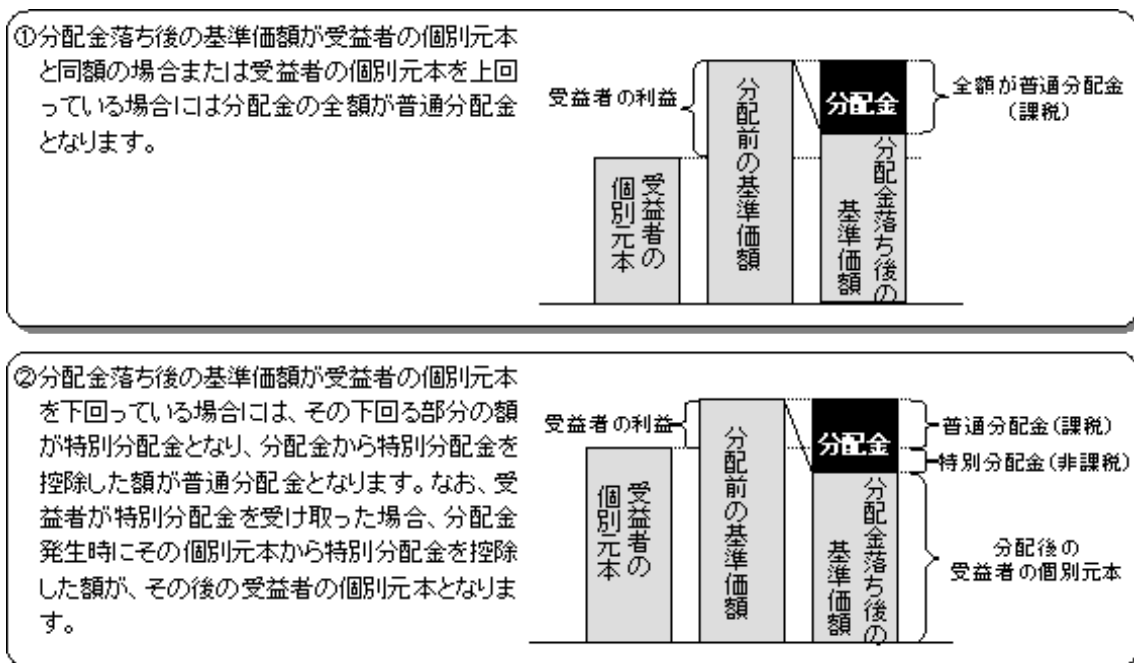 ①分配金落ち後の基準価額が受益者の個別元本
と同額の場合または受益者の個別元本を上回
っている場合には分配金の全額が普通分配金
となります。
受益者の利益
受益者の
個別元本
分配前の基準価額
分配金
分配金落ち後の
基準価額
全額が普通分配金
(課税)
②分配金落ち後の基準価額が受益者の個別元本
を下回っている場合には、その下回る部分の額
が特別分配金となり、分配金から特別分配金を
控除した額が普通分配金となります。なお、受
益者が特別分配金を受け取った場合、分配金
発生時にその個別元本から特別分配金を控除
した額が、その後の受益者の個別元本となりま
す。
受益者の利益
受益者の
個別元本
分配前の基準価額
分配金
分配金落ち後の
基準価額
普通分配金(課税)
特別分配金(非課税)
分配後の
受益者の個別元本